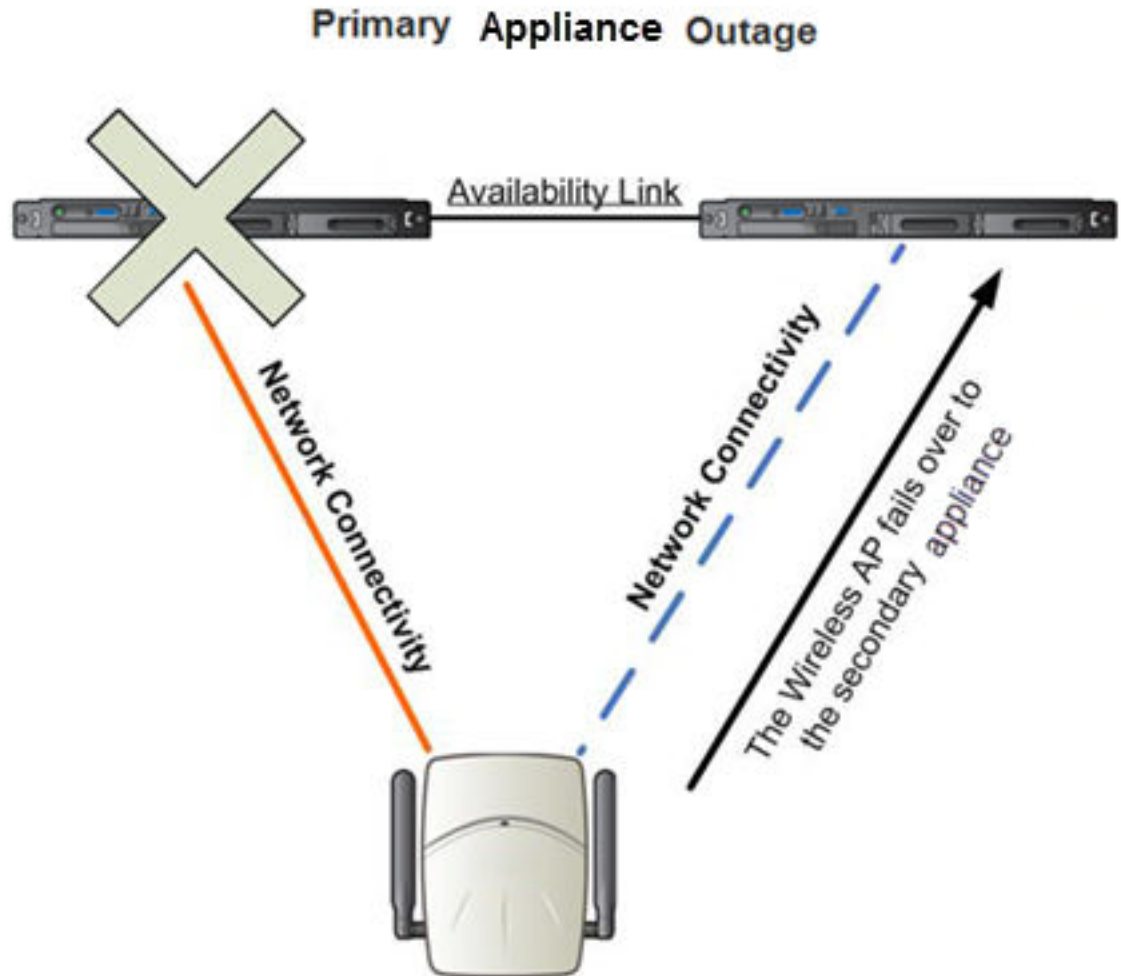 Primary Appliance Outage
Availability Link
Network Connectivity
Network Connectivity
The Wireless AP fails over to
the secondary appliance